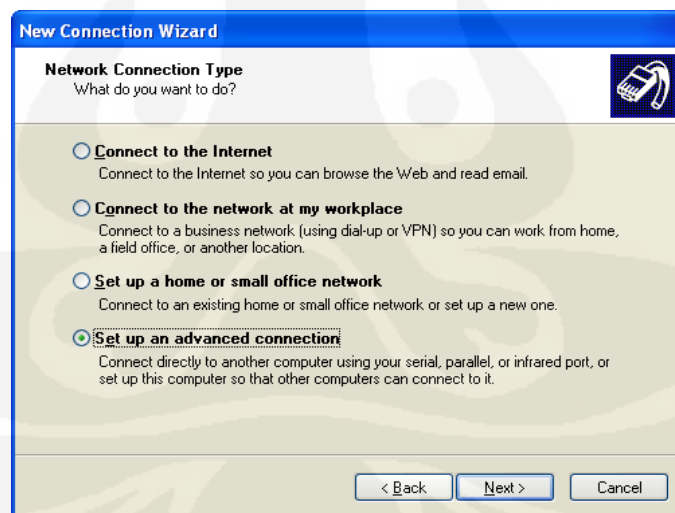 New Connection Wizard
Network Connection Type
What do you want to do?
Connect to the Internet
Connect to the Internet so you can browse the Web and read email.
Connect to the network at my workplace
Connect to a business network (using dial-up or VPN) so you can work from home,
a field office, or another location.
Set up a home or small office network
Connect to an existing home or small office network or set up a new one.
Set up an advanced connection
Connect directly to another computer using your serial, parallel, or infrared port, or
set up this computer so that other computers can connect to it.
< Back Next > Cancel